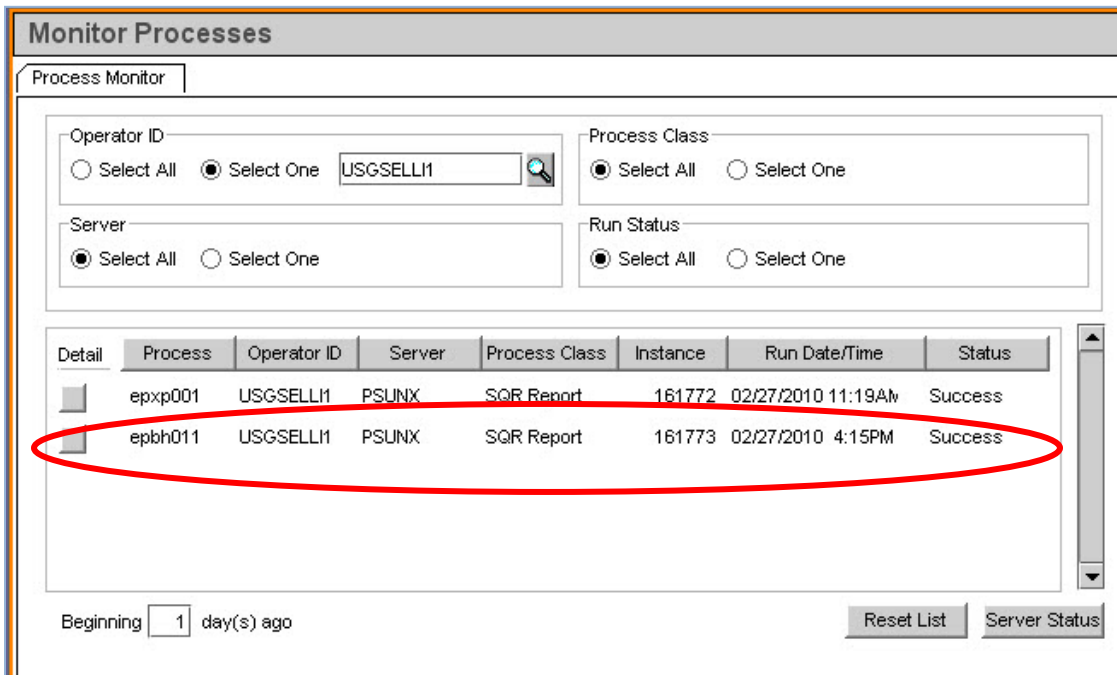 Monitor Processes
Process Monitor
Operator ID
Select All Select One USGSELLI1
Process Class
Select All Select One
Server
Select All Select One
Run Status
Select All Select One
Detail Process Operator ID Server Process Class Instance Run Date/Time Status
epxp001 USGSELLI1 PSUNX SQR Report 161772 02/27/2010 11:19AM Success
epbh011 USGSELLI1 PSUNX SQR Report 161773 02/27/2010 4:15PM Success
Beginning 1 day(s) ago
Reset List Server Status